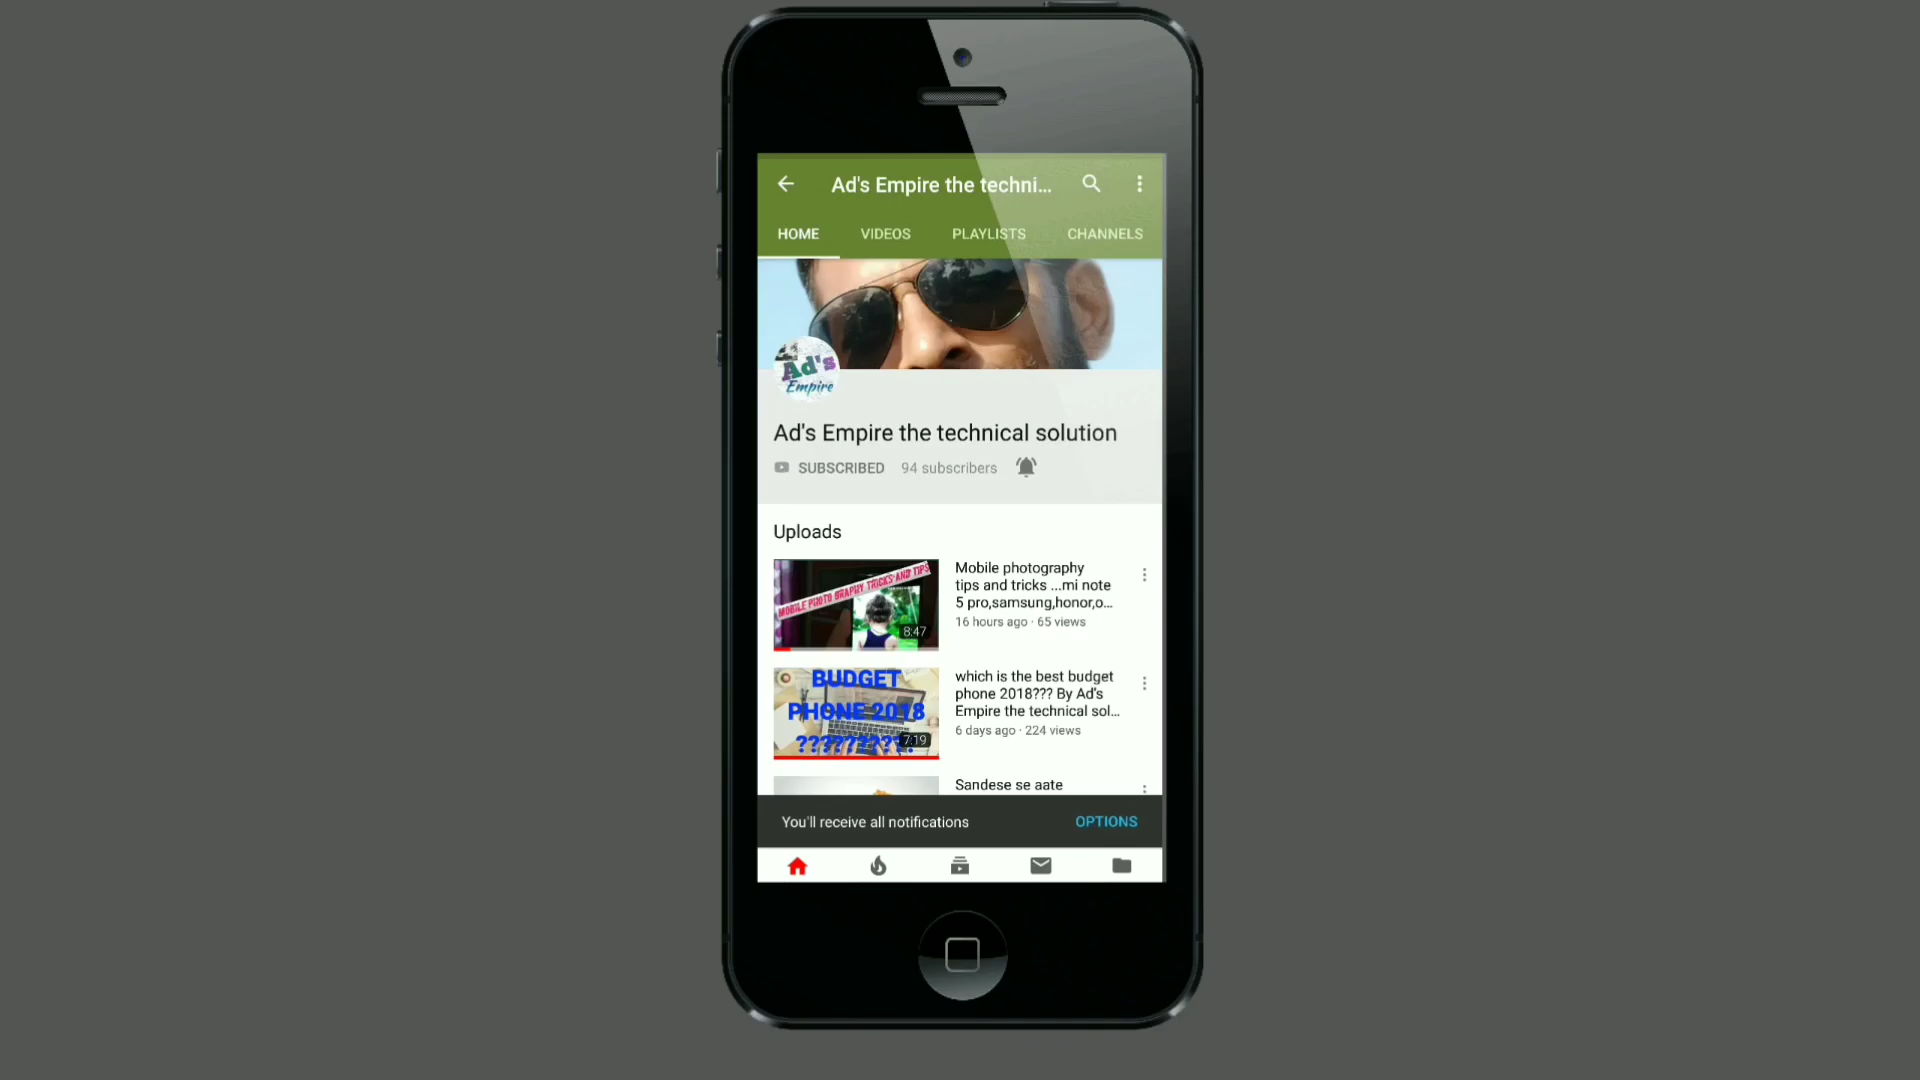 Ad's Empire the techni...
HOME VIDEOS PLAYLISTS CHANNELS
Ad's
Empire
Ad's Empire the technical solution
SUBSCRIBED 94 subscribers
Uploads
MOBILE PHOTO GRAPHY TRICKS AND TIPS
8:47
Mobile photography
tips and tricks ...mi note
5 pro,samsung,honor,o...
16 hours ago · 65 views
BUDGET
PHONE 2018
??????????
7:19
which is the best budget
phone 2018??? By Ad's
Empire the technical sol...
6 days ago · 224 views
Sandese se aate
You'll receive all notifications OPTIONS